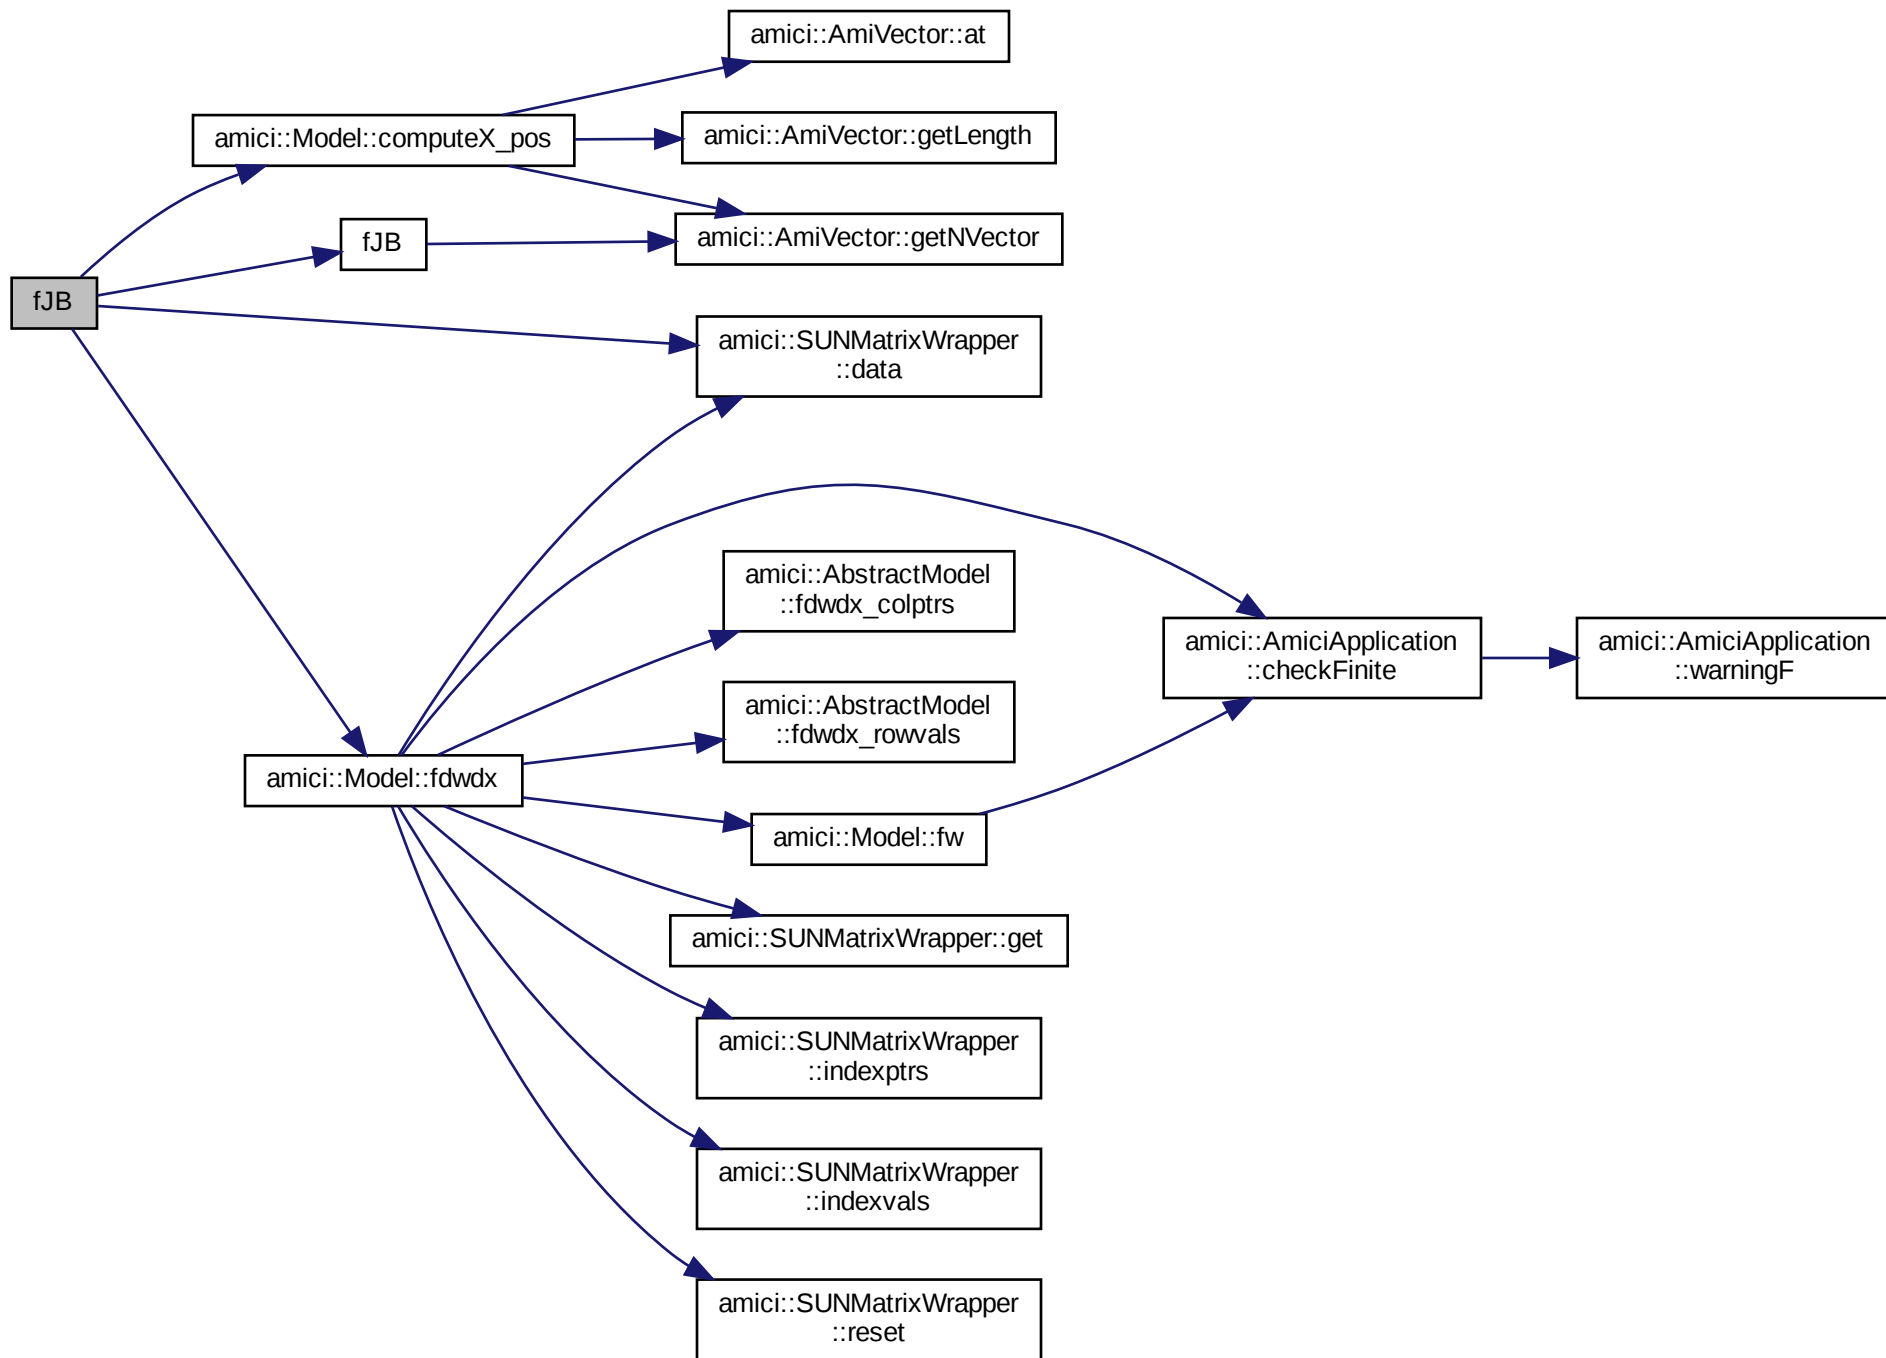 amici::AmiVector::at
amici::Model::computeX_pos
amici::AmiVector::getLength
fJB
amici::AmiVector::getNVector
fJB
amici::SUNMatrixWrapper
::data
amici::AbstractModel
::fdwdx_colptrs
amici::AmiciApplication
::checkFinite
amici::AmiciApplication
::warningF
amici::AbstractModel
::fdwdx_rowvals
amici::Model::fdwdx
amici::Model::fw
amici::SUNMatrixWrapper::get
amici::SUNMatrixWrapper
::indexptrs
amici::SUNMatrixWrapper
::indexvals
amici::SUNMatrixWrapper
::reset